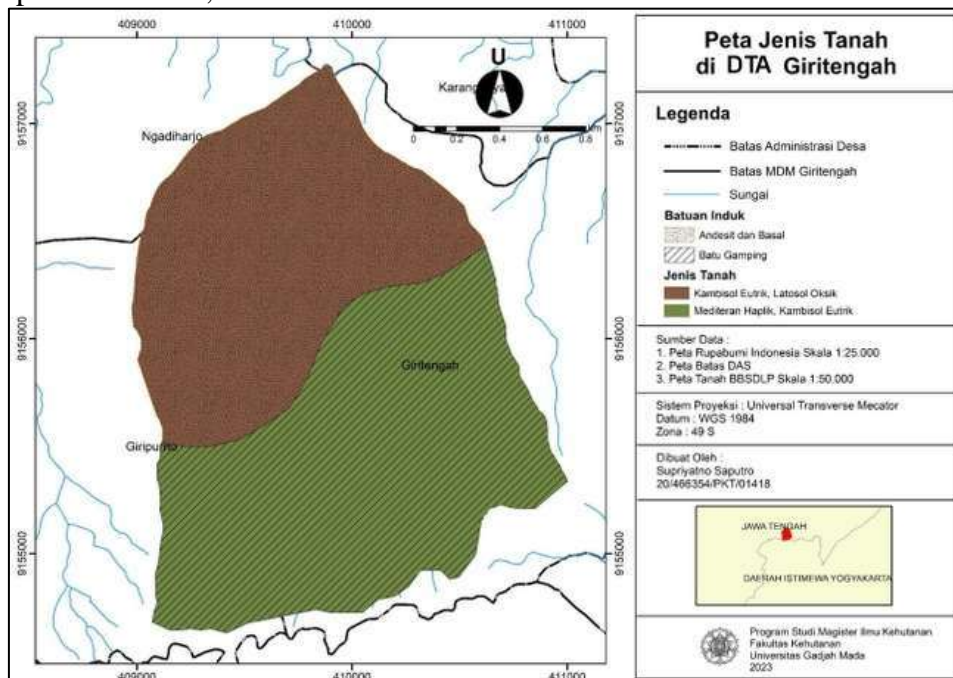 409000 410000 411000
9157000
9156000
9155000
U
Ngadiharjo
0 0.2 0.4 0.6 0.8
Giritengah
Giripurno
9157000
9156000
9155000
409000 410000 411000
Peta Jenis Tanah
di DTA Giritengah
Legenda
Batas Administrasi Desa
Batas MDM Giritengah
Sungai
Batuan Induk
Andesit dan Basal
Batu Gamping
Jenis Tanah
Kambisol Eutrik, Latosol Oksik
Mediteran Haplik, Kambisol Eutrik
Sumber Data :
1. Peta Rupabumi Indonesia Skala 1:25.000
2. Peta Batas DAS
3. Peta Tanah BBSDLP Skala 1:50.000
Sistem Proyeksi : Universal Transverse Mecator
Datum : WGS 1984
Zona : 49 S
Dibuat Oleh :
Supriyatno Saputro
20/466354/PKT/01418
JAWA TENGAH
DAERAH ISTIMEWA YOGYAKARTA
Program Studi Magister Ilmu Kehutanan
Fakultas Kehutanan
Universitas Gadjah Mada
2023